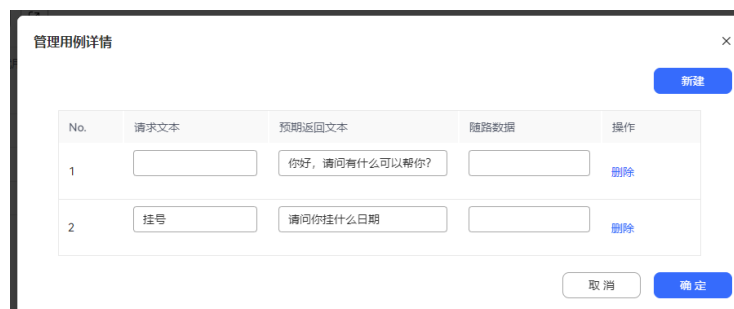 管理用例详情
×
新建
No. 请求文本 预期返回文本 随路数据 操作
1 你好，请问有什么可以帮你? 删除
2 挂号 请问你挂什么日期 删除
取消 确定